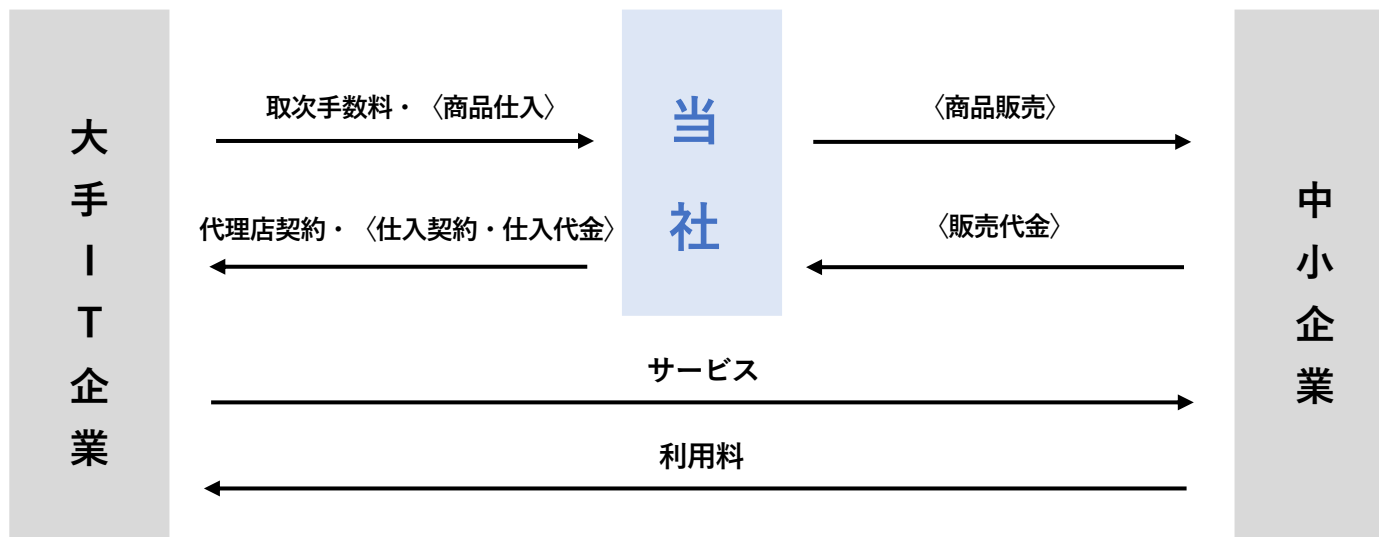 大手IT企業
取次手数料・〈商品仕入〉
代理店契約・〈仕入契約・仕入代金〉
当社
〈商品販売〉
〈販売代金〉
サービス
利用料
中小企業